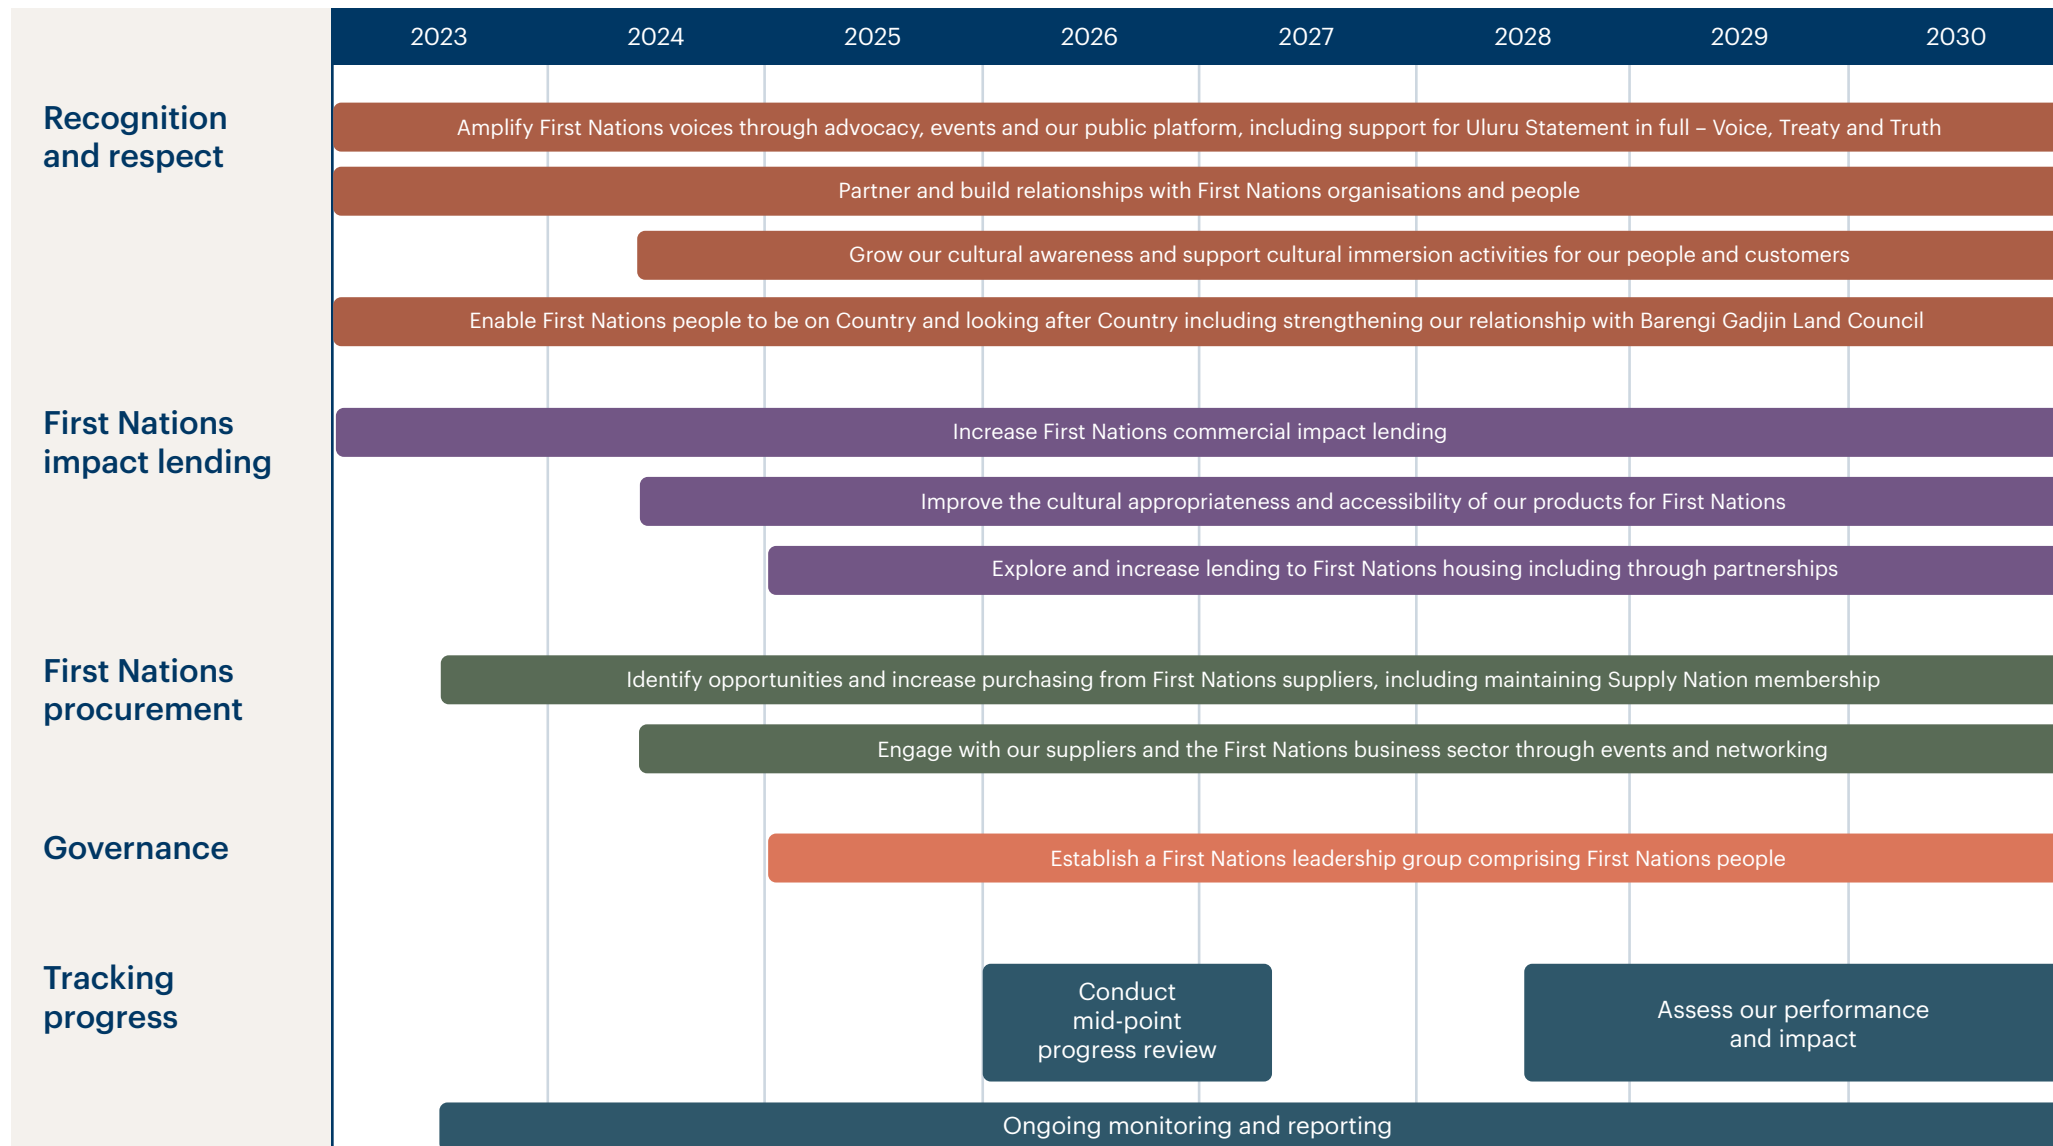 2023 2024 2025 2026 2027 2028 2029 2030
Recognition
and respect
Amplify First Nations voices through advocacy, events and our public platform, including support for Uluru Statement in full – Voice, Treaty and Truth
Partner and build relationships with First Nations organisations and people
Grow our cultural awareness and support cultural immersion activities for our people and customers
Enable First Nations people to be on Country and looking after Country including strengthening our relationship with Barengi Gadjin Land Council
First Nations
impact lending
Increase First Nations commercial impact lending
Improve the cultural appropriateness and accessibility of our products for First Nations
Explore and increase lending to First Nations housing including through partnerships
First Nations
procurement
Identify opportunities and increase purchasing from First Nations suppliers, including maintaining Supply Nation membership
Engage with our suppliers and the First Nations business sector through events and networking
Governance
Establish a First Nations leadership group comprising First Nations people
Tracking
progress
Conduct
mid-point
progress review
Assess our performance
and impact
Ongoing monitoring and reporting